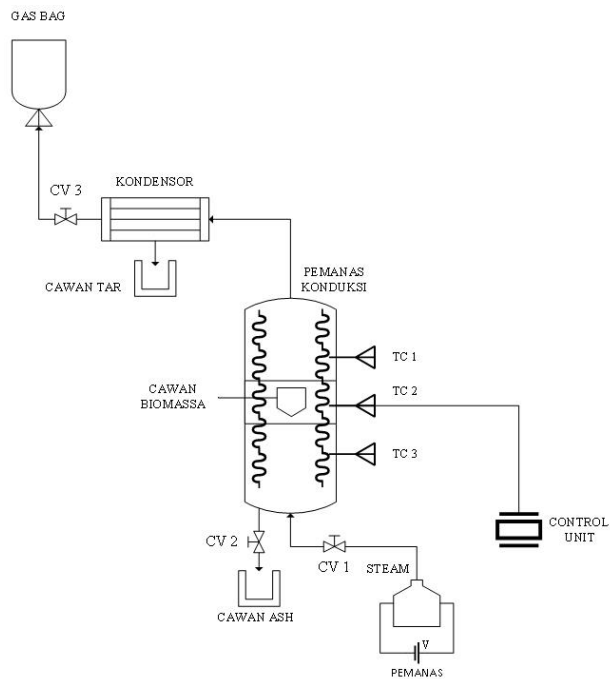 GAS BAG
CV 3
KONDENSOR
CAWAN TAR
PEMANAS
KONDUKSI
TC 1
CAWAN
BIOMASSA
TC 2
TC 3
CONTROL
UNIT
CV 2
CV 1
STEAM
CAWAN ASH
V
PEMANAS